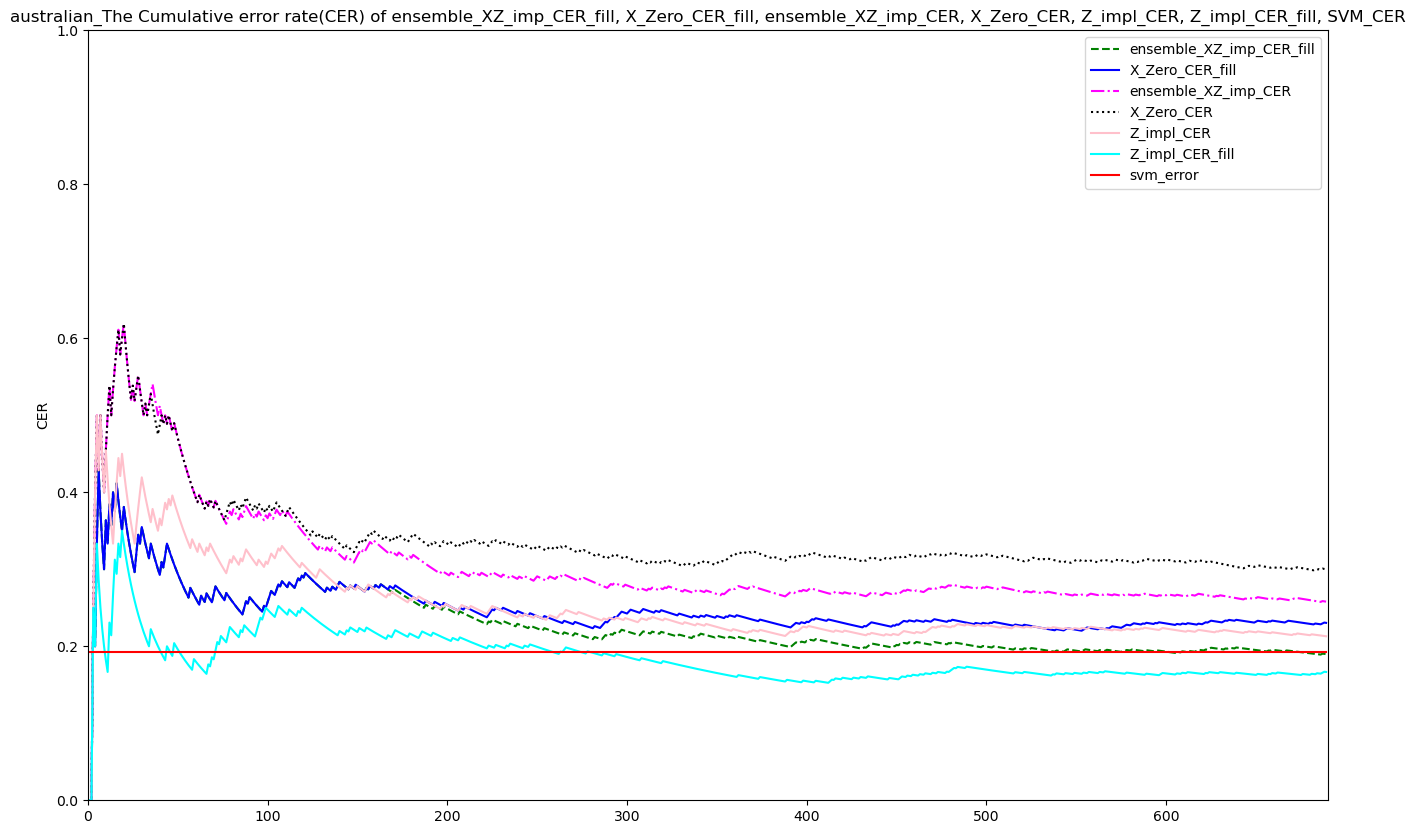 australian_The Cumulative error rate(CER) of ensemble_XZ_imp_CER_fill, X_Zero_CER_fill, ensemble_XZ_imp_CER, X_Zero_CER, Z_impl_CER, Z_impl_CER_fill, SVM_CER
1.0
ensemble_XZ_imp_CER_fill
X_Zero_CER_fill
ensemble_XZ_imp_CER
X_Zero_CER
Z_impl_CER
Z_impl_CER_fill
svm_error
0.8
0.6
CER
0.4
0.2
0.0
0 100 200 300 400 500 600